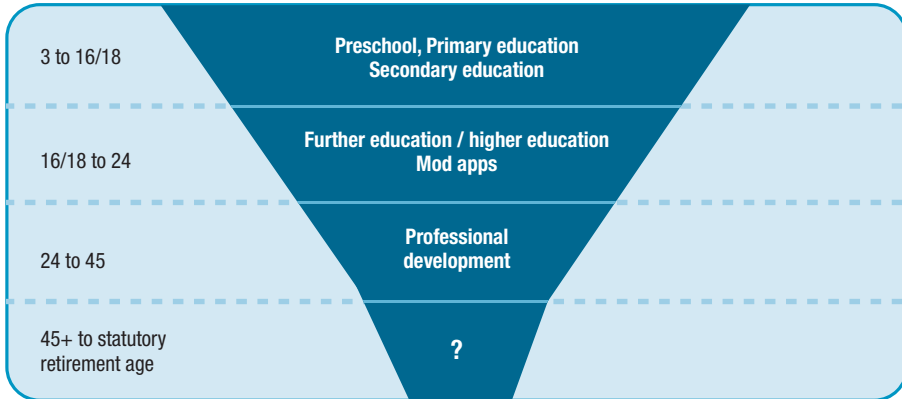 3 to 16/18
Preschool, Primary education
Secondary education
16/18 to 24
Further education / higher education
Mod apps
24 to 45
Professional
development
45+ to statutory
retirement age
?